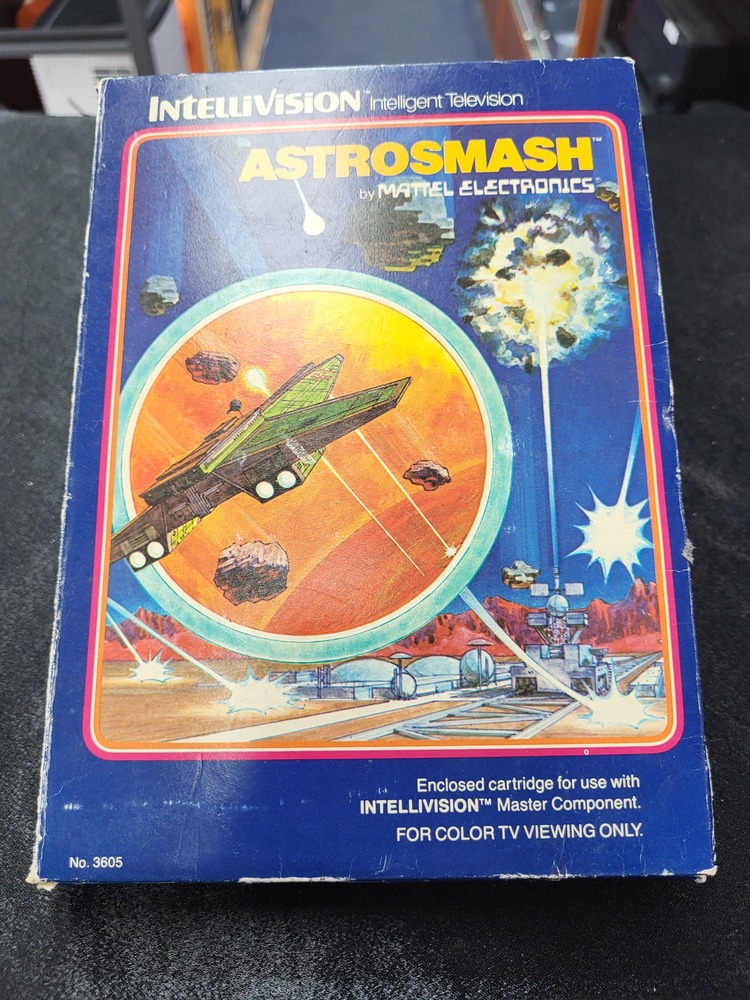 INTELLIVISION™ Intelligent Television
ASTROSMASH™
by MATTEL ELECTRONICS®
Enclosed cartridge for use with
INTELLIVISION™ Master Component.
FOR COLOR TV VIEWING ONLY.
No. 3605